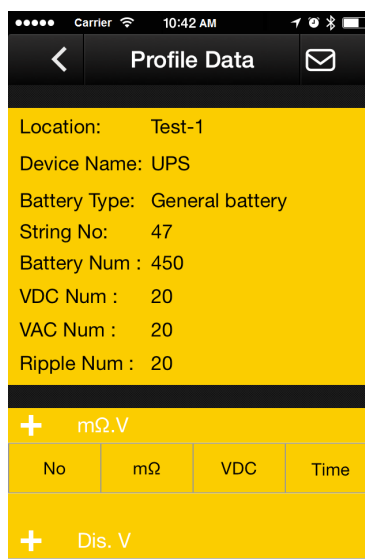 Carrier 10:42 AM
Profile Data
Location: Test-1
Device Name: UPS
Battery Type: General battery
String No: 47
Battery Num : 450
VDC Num : 20
VAC Num : 20
Ripple Num : 20
+ mΩ.V
No mΩ VDC Time
+ Dis. V